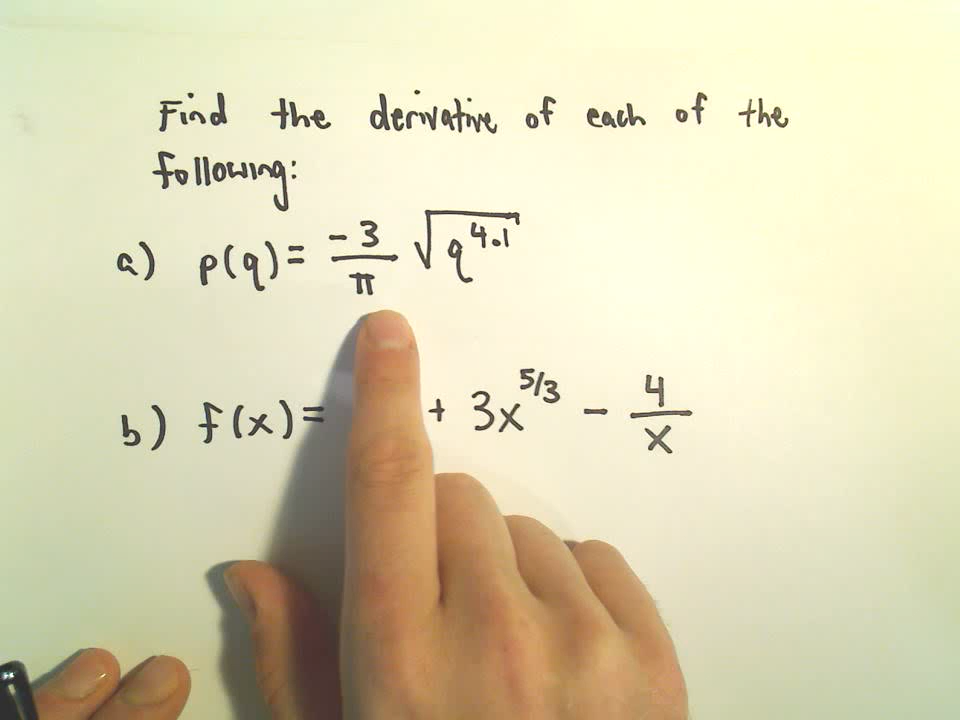 Find the derivative of each of the
following:
a) p(q) = -3/π √(q^4.1)
b) f(x) = + 3x^5/3 - 4/x